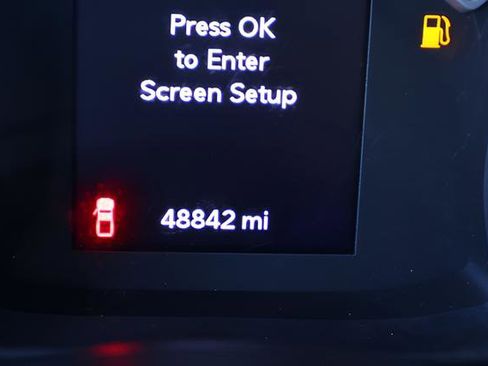 Press OK
to Enter
Screen Setup
48842 mi